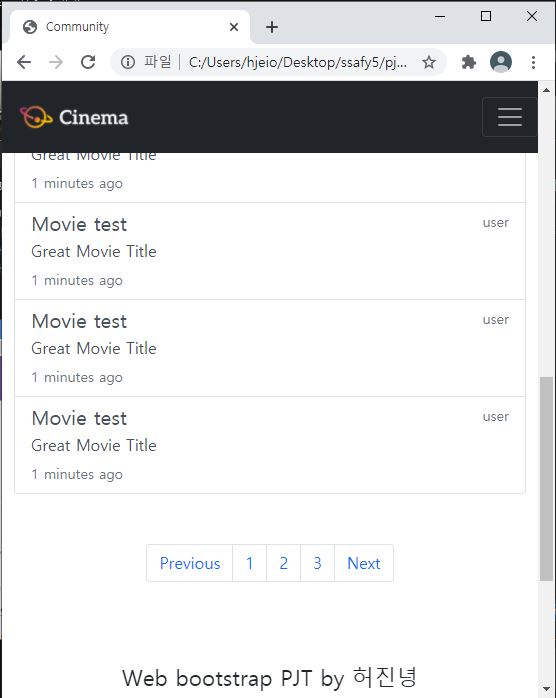 Community
파일 C:/Users/hjeio/Desktop/ssafy5/pj...
Cinema
Great Movie Title
1 minutes ago
Movie test
user
Great Movie Title
1 minutes ago
Movie test
user
Great Movie Title
1 minutes ago
Movie test
user
Great Movie Title
1 minutes ago
Previous 1 2 3 Next
Web bootstrap PJT by 허진녕